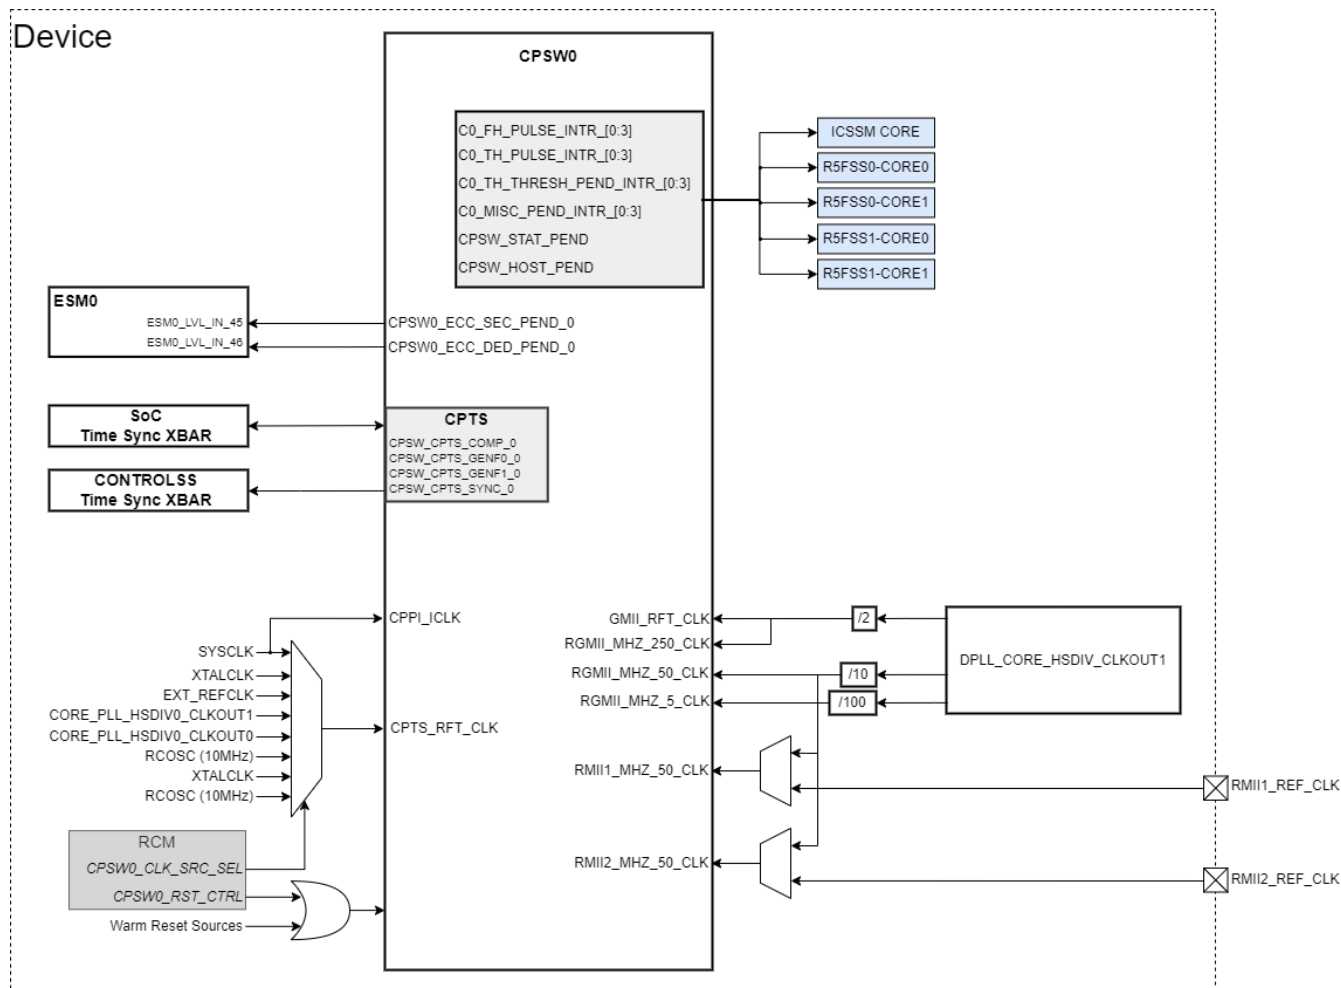 Device
CPSW0
C0_FH_PULSE_INTR_[0:3]
C0_TH_PULSE_INTR_[0:3]
C0_TH_THRESH_PEND_INTR_[0:3]
C0_MISC_PEND_INTR_[0:3]
CPSW_STAT_PEND
CPSW_HOST_PEND
ICSSM CORE
R5FSS0-CORE0
R5FSS0-CORE1
R5FSS1-CORE0
R5FSS1-CORE1
ESM0
ESM0_LVL_IN_45
ESM0_LVL_IN_46
CPSW0_ECC_SEC_PEND_0
CPSW0_ECC_DED_PEND_0
SoC
Time Sync XBAR
CONTROLSS
Time Sync XBAR
CPTS
CPSW_CPTS_COMP_0
CPSW_CPTS_GENF0_0
CPSW_CPTS_GENF1_0
CPSW_CPTS_SYNC_0
CPPI_ICLK
SYSCLK
XTALCLK
EXT_REFCLK
CORE_PLL_HSDIV0_CLKOUT1
CORE_PLL_HSDIV0_CLKOUT0
RCOSC (10MHz)
XTALCLK
RCOSC (10MHz)
CPTS_RFT_CLK
RCM
CPSW0_CLK_SRC_SEL
CPSW0_RST_CTRL
Warm Reset Sources
GMII_RFT_CLK
RGMII_MHZ_250_CLK
RGMII_MHZ_50_CLK
RGMII_MHZ_5_CLK
/2
/10
/100
DPLL_CORE_HSDIV_CLKOUT1
RMII1_MHZ_50_CLK
RMII1_REF_CLK
RMII2_MHZ_50_CLK
RMII2_REF_CLK